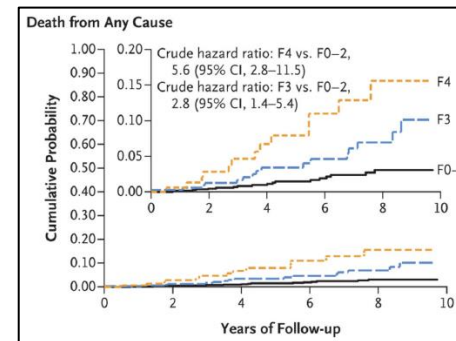 Death from Any Cause
Cumulative Probability
1.00
0.90
0.80
0.70
0.60
0.50
0.40
0.30
0.20
0.10
0.00
0.20
0.15
0.10
0.05
0.00
Crude hazard ratio: F4 vs. F0–2,
5.6 (95% CI, 2.8–11.5)
Crude hazard ratio: F3 vs. F0–2,
2.8 (95% CI, 1.4–5.4)
F4
F3
0 2 4 6 8 10
0 2 4 6 8 10
Years of Follow-up